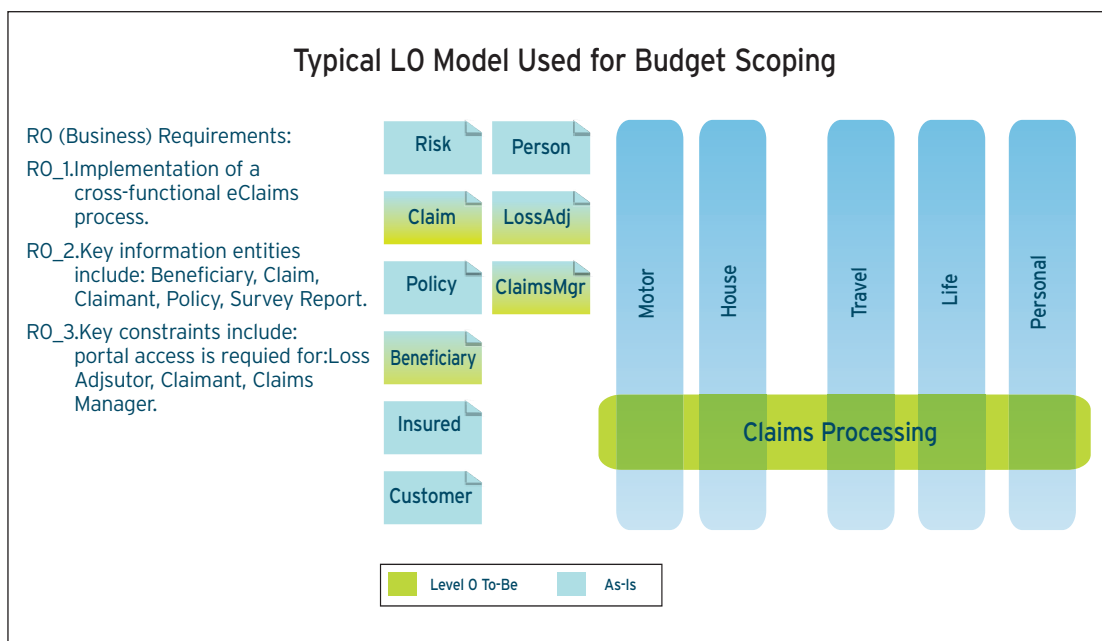 Typical L0 Model Used for Budget Scoping
R0 (Business) Requirements:
R0_1.Implementation of a
cross-functional eClaims
process.
R0_2.Key information entities
include: Beneficiary, Claim,
Claimant, Policy, Survey Report.
R0_3.Key constraints include:
portal access is requied for:Loss
Adjsutor, Claimant, Claims
Manager.
Risk
Person
Claim
LossAdj
Policy
ClaimsMgr
Beneficiary
Insured
Customer
Motor
House
Travel
Life
Personal
Claims Processing
Level 0 To-Be
As-Is